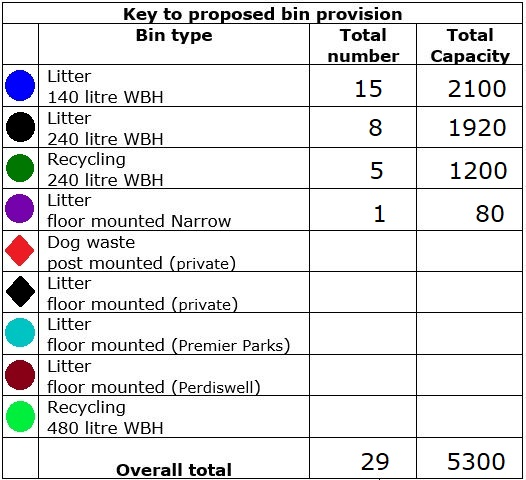 Key to proposed bin provision
Bin type
Total
number
Total
Capacity
Litter
140 litre WBH
15
2100
Litter
240 litre WBH
8
1920
Recycling
240 litre WBH
5
1200
Litter
floor mounted Narrow
1
80
Dog waste
post mounted (private)
Litter
floor mounted (private)
Litter
floor mounted (Premier Parks)
Litter
floor mounted (Perdiswell)
Recycling
480 litre WBH
Overall total
29
5300